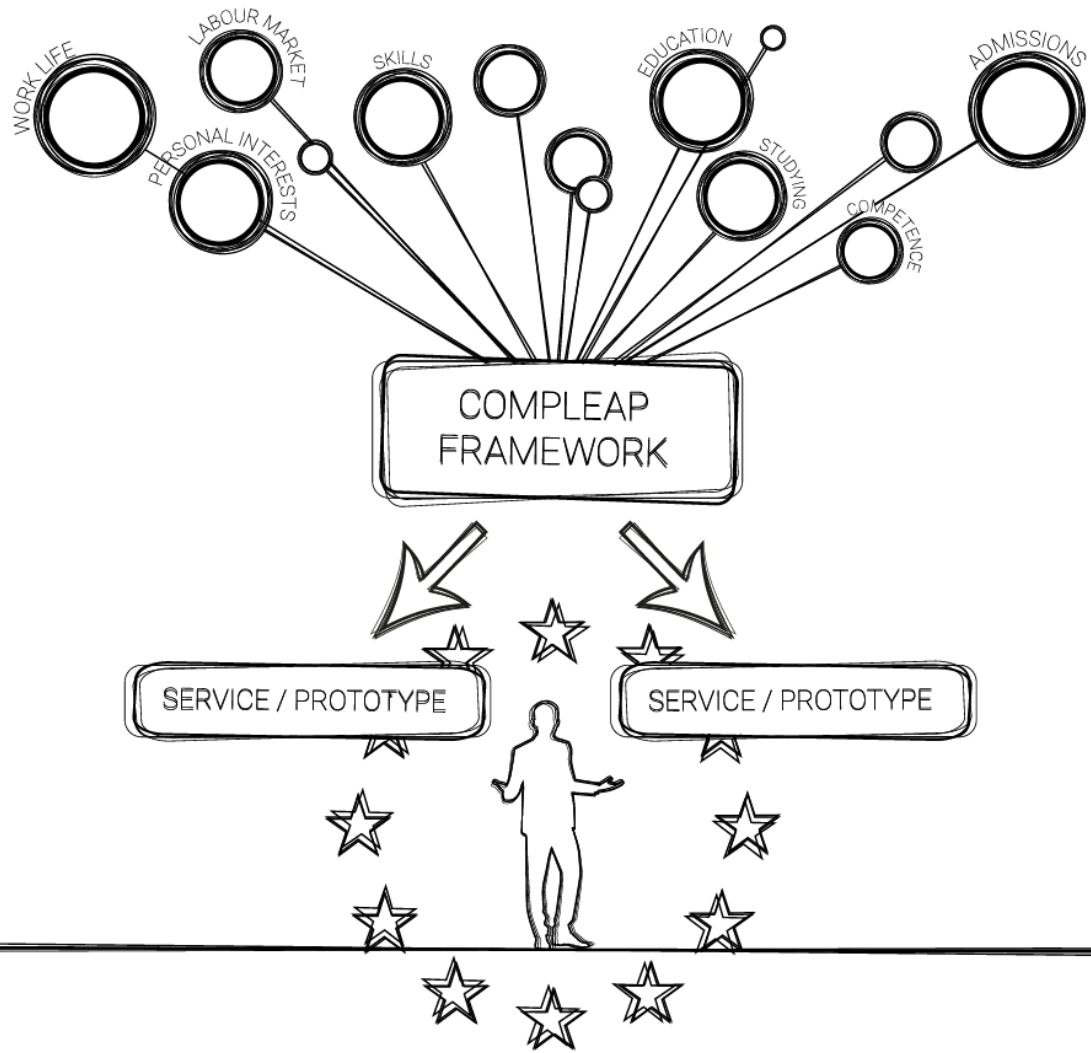 WORK LIFE
LABOUR MARKET
PERSONAL INTERESTS
SKILLS
EDUCATION
STUDYING
ADMISSIONS
COMPETENCE
COMPLEAP
FRAMEWORK
SERVICE / PROTOTYPE
SERVICE / PROTOTYPE